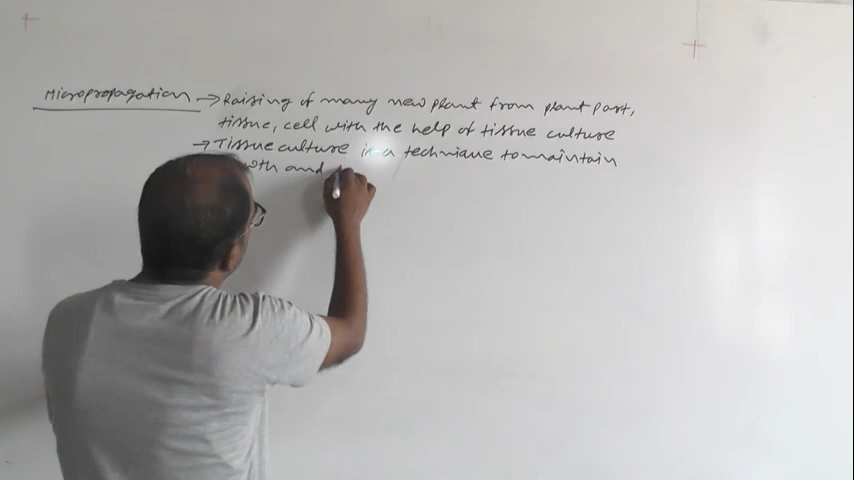 Micropropagation → Raising of many new plant from plant part,
tissue, cell with the help of tissue culture
→ Tissue culture is a technique to maintain
and